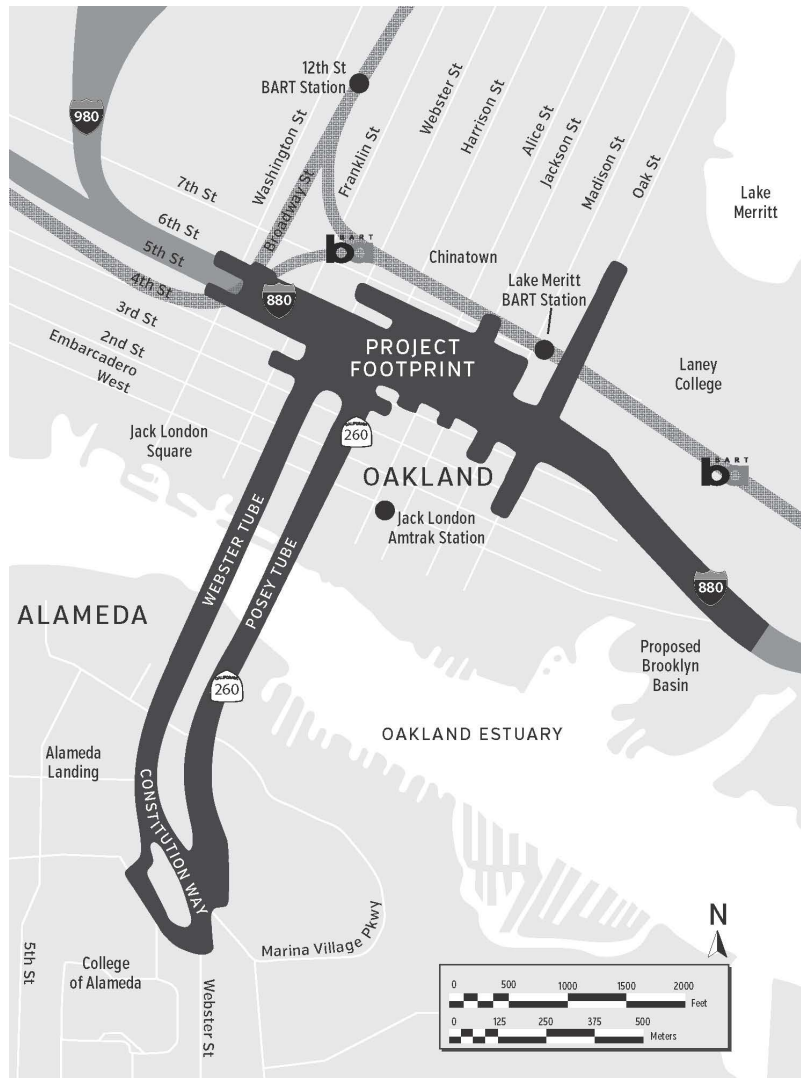 980
12th St
BART Station
Washington St
Broadway St
Franklin St
Webster St
Harrison St
Alice St
Jackson St
Madison St
Oak St
Lake
Merritt
7th St
6th St
5th St
4th St
3rd St
2nd St
Embarcadero
West
BART
ba
Chinatown
Lake Merritt
BART Station
880
PROJECT
FOOTPRINT
Laney
College
CALIFORNIA
260
Jack London
Square
OAKLAND
BART
ba
Jack London
Amtrak Station
WEBSTER TUBE
POSEY TUBE
880
ALAMEDA
Proposed
Brooklyn
Basin
CALIFORNIA
260
OAKLAND ESTUARY
Alameda
Landing
CONSTITUTION WAY
Marina Village Pkwy
5th St
College
of Alameda
Webster St
N
0 500 1000 1500 2000
Feet
0 125 250 375 500
Meters